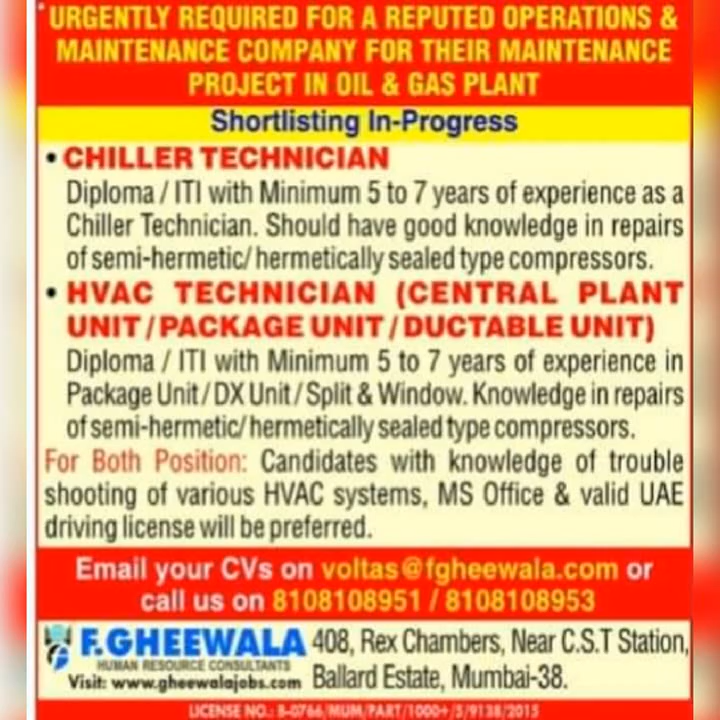 * URGENTLY REQUIRED FOR A REPUTED OPERATIONS &
MAINTENANCE COMPANY FOR THEIR MAINTENANCE
PROJECT IN OIL & GAS PLANT
Shortlisting In-Progress
• CHILLER TECHNICIAN
Diploma / ITI with Minimum 5 to 7 years of experience as a
Chiller Technician. Should have good knowledge in repairs
of semi-hermetic/ hermetically sealed type compressors.
• HVAC TECHNICIAN (CENTRAL PLANT
UNIT / PACKAGE UNIT / DUCTABLE UNIT)
Diploma / ITI with Minimum 5 to 7 years of experience in
Package Unit / DX Unit / Split & Window. Knowledge in repairs
of semi-hermetic/ hermetically sealed type compressors.
For Both Position: Candidates with knowledge of trouble
shooting of various HVAC systems, MS Office & valid UAE
driving license will be preferred.
Email your CVs on voltas@fgheewala.com or
call us on 8108108951 / 8108108953
F.GHEEWALA 408, Rex Chambers, Near C.S.T Station,
HUMAN RESOURCE CONSULTANTS
Visit: www.gheewalajobs.com Ballard Estate, Mumbai-38.
LICENSE NO.: B-0766/MUM/PART/1000+/5/9138/2015